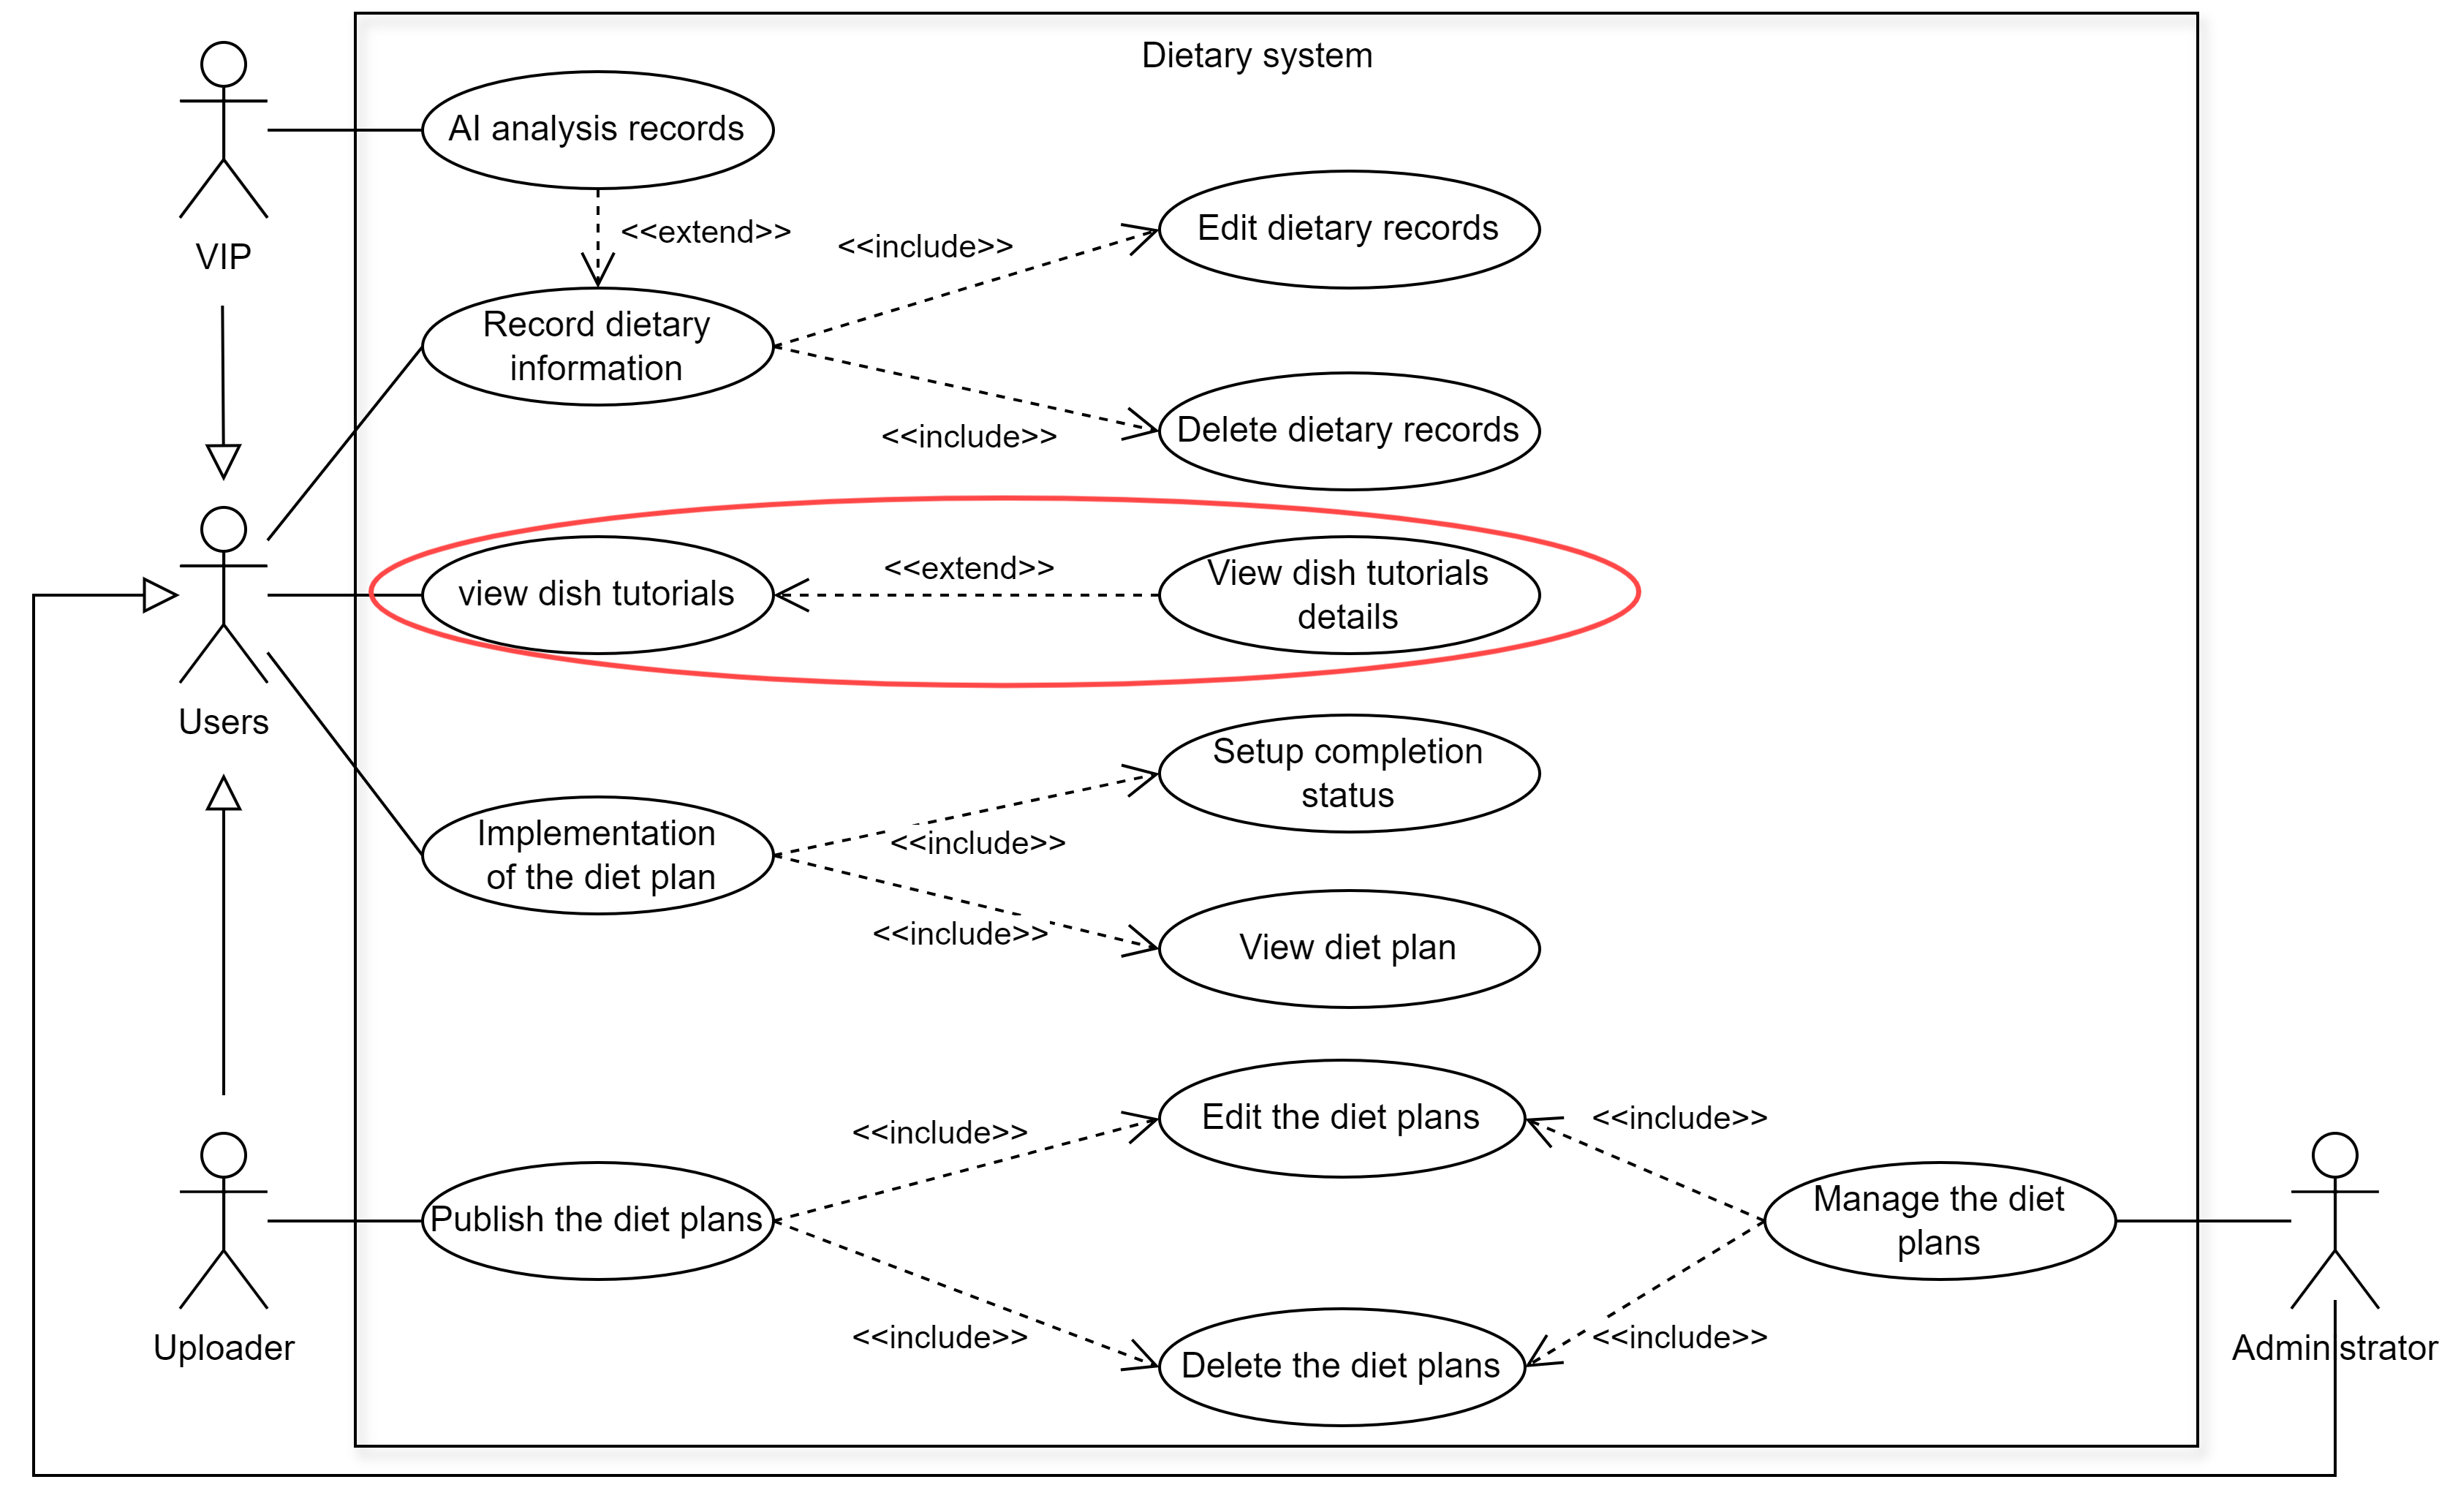 Dietary system
AI analysis records
VIP
<<extend>>
<<include>>
Edit dietary records
Record dietary
information
<<include>>
Delete dietary records
Users
view dish tutorials
<<extend>>
View dish tutorials
details
Setup completion
status
Implementation
of the diet plan
<<include>>
<<include>>
View diet plan
<<include>>
Edit the diet plans
<<include>>
Uploader
Publish the diet plans
Manage the diet
plans
<<include>>
Delete the diet plans
<<include>>
Administrator